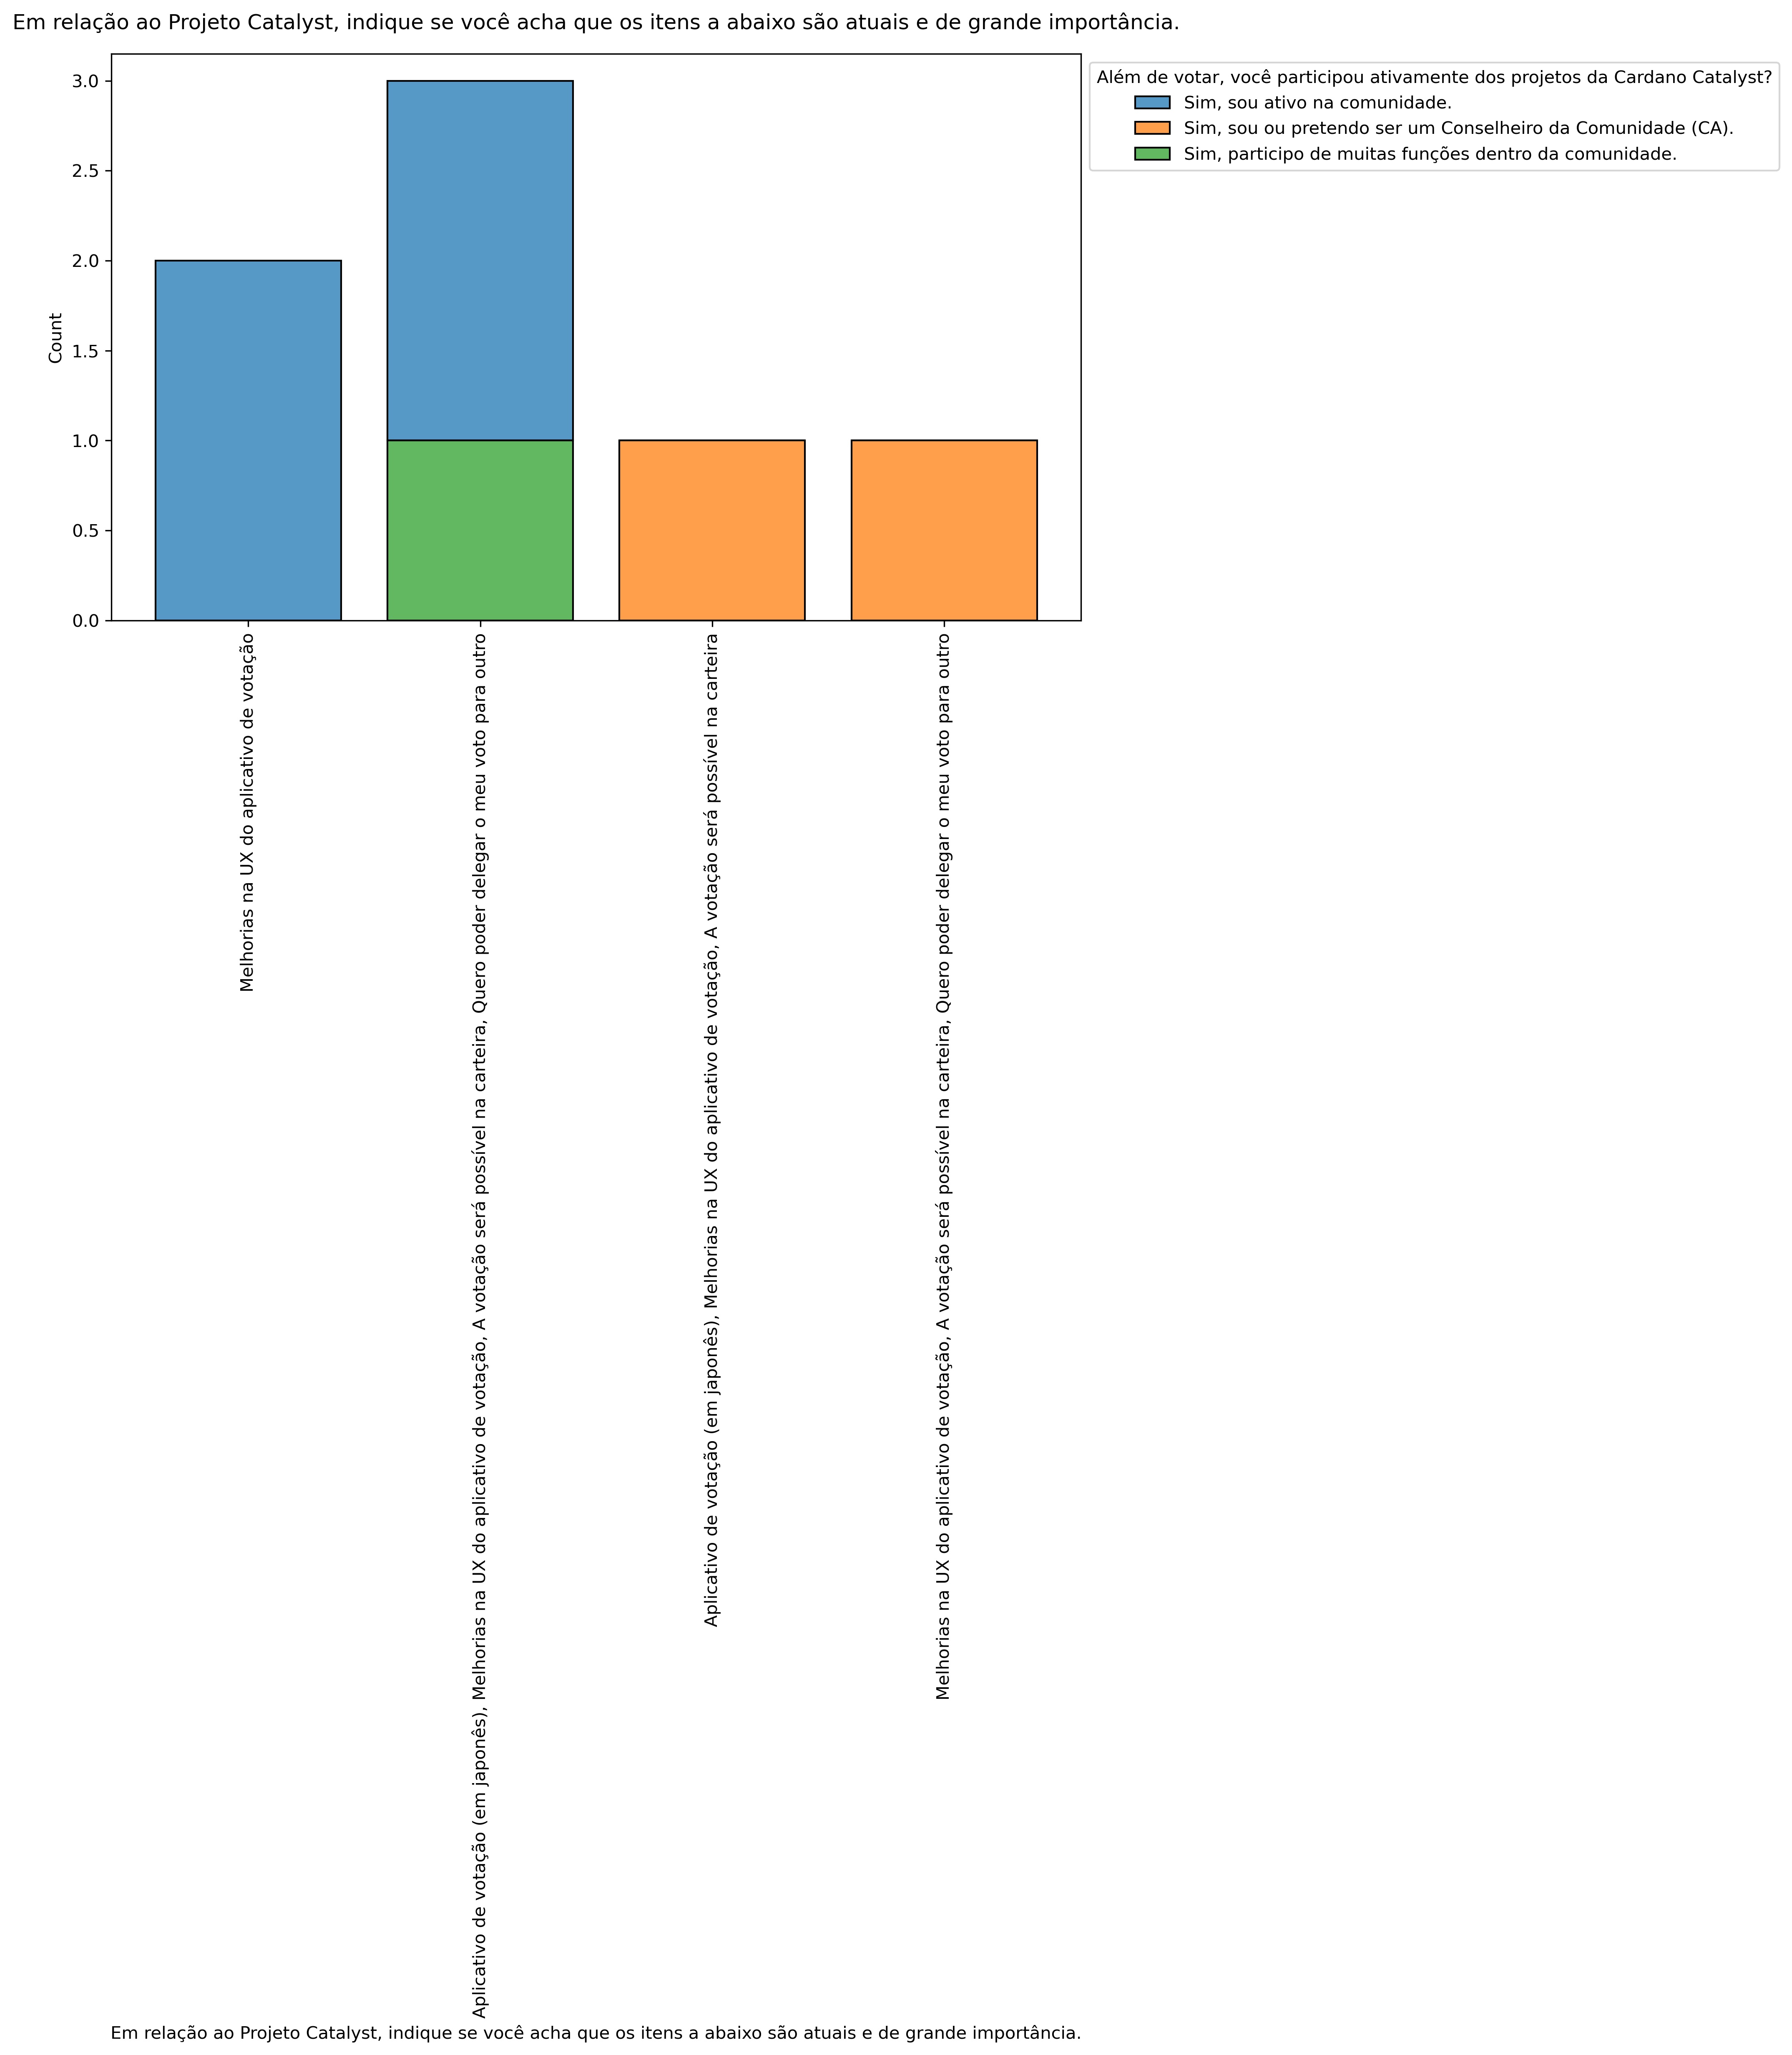 Em relação ao Projeto Catalyst, indique se você acha que os itens a abaixo são atuais e de grande importância.
Além de votar, você participou ativamente dos projetos da Cardano Catalyst?
Sim, sou ativo na comunidade.
Sim, sou ou pretendo ser um Conselheiro da Comunidade (CA).
Sim, participo de muitas funções dentro da comunidade.
Count
3.0
2.5
2.0
1.5
1.0
0.5
0.0
Melhorias na UX do aplicativo de votação
Aplicativo de votação (em japonês), Melhorias na UX do aplicativo de votação, A votação será possível na carteira, Quero poder delegar o meu voto para outro
Aplicativo de votação (em japonês), Melhorias na UX do aplicativo de votação, A votação será possível na carteira
Melhorias na UX do aplicativo de votação, A votação será possível na carteira, Quero poder delegar o meu voto para outro
Em relação ao Projeto Catalyst, indique se você acha que os itens a abaixo são atuais e de grande importância.